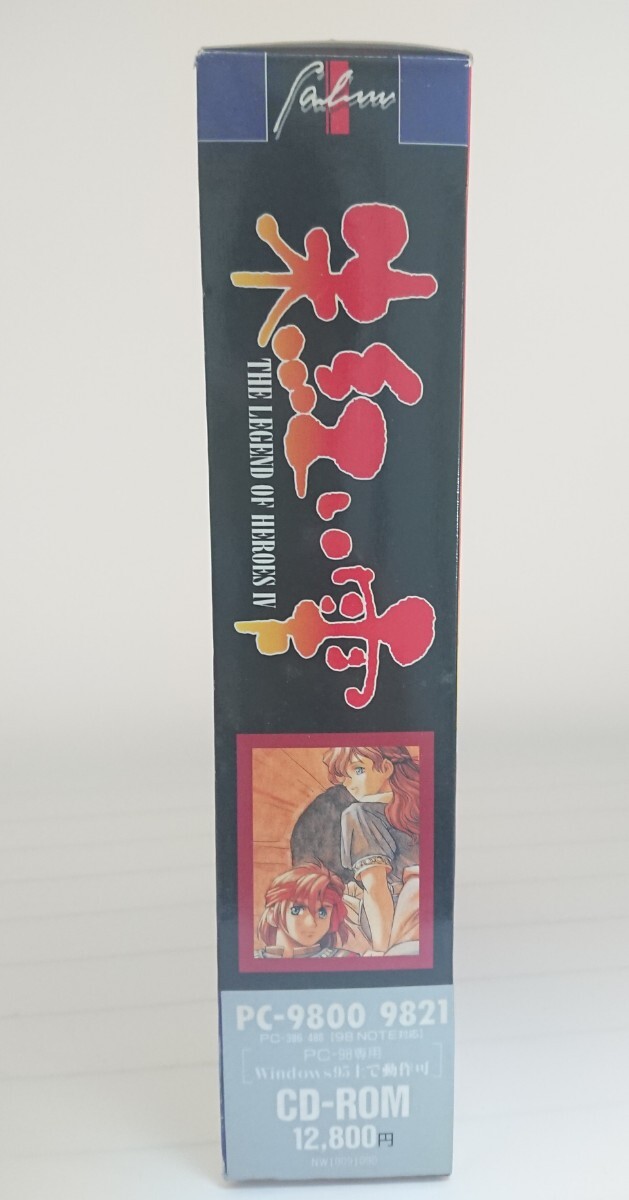 Falcom
朱紅い雫
THE LEGEND OF HEROES IV
PC-9800 9821
PC-386 486 [98 NOTE対応]
PC-98専用
Windows95上で動作可
CD-ROM
12,800円